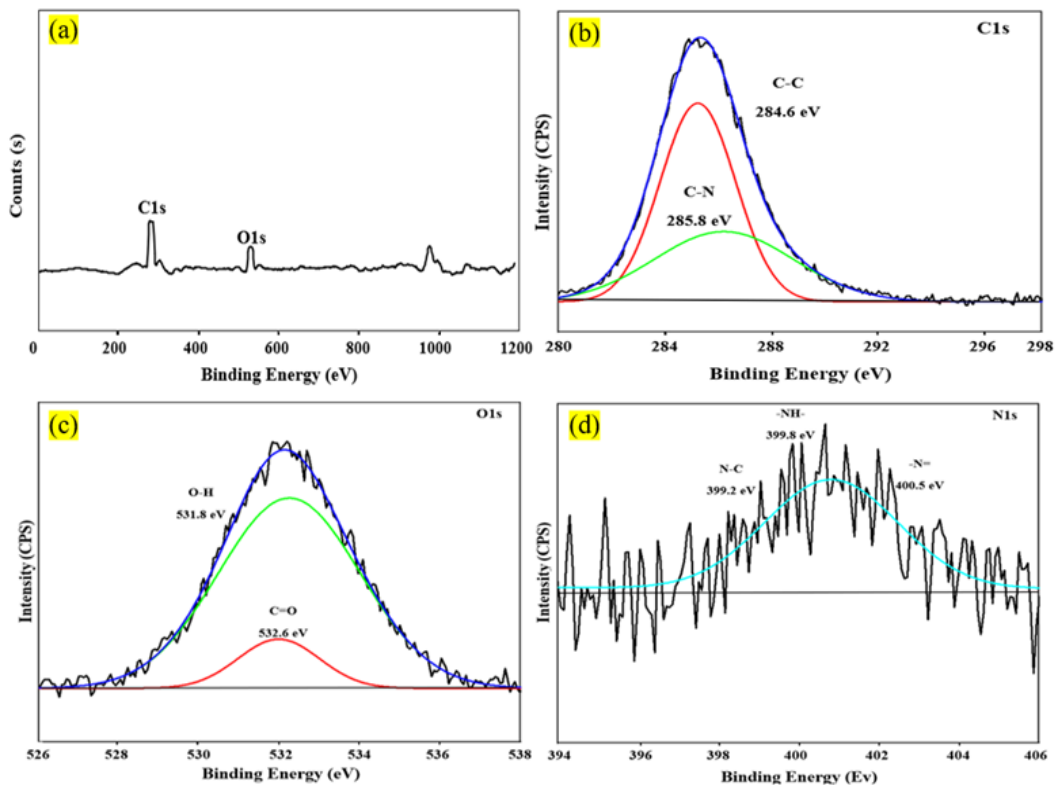 (a)
Counts (s)
C1s
O1s
0 200 400 600 800 1000 1200
Binding Energy (eV)
(b)
C1s
Intensity (CPS)
C-C
284.6 eV
C-N
285.8 eV
280 284 288 292 296 298
Binding Energy (eV)
(c)
O1s
Intensity (CPS)
O-H
531.8 eV
C=O
532.6 eV
526 528 530 532 534 536 538
Binding Energy (eV)
(d)
N1s
Intensity (CPS)
-NH-
399.8 eV
N-C
399.2 eV
-N=
400.5 eV
394 396 398 400 402 404 406
Binding Energy (Ev)